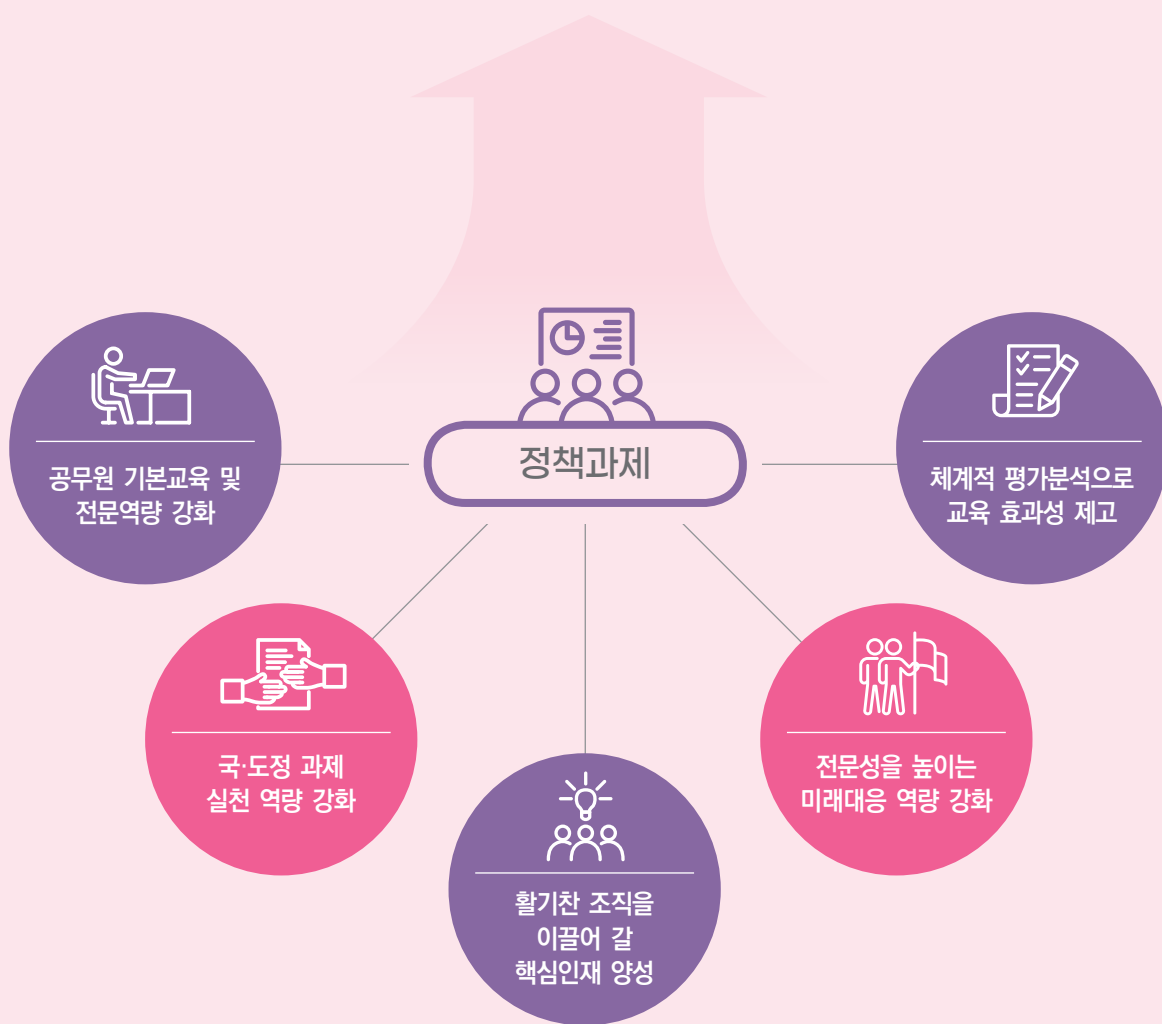 정책과제
공무원 기본교육 및
전문역량 강화
국·도정 과제
실천 역량 강화
활기찬 조직을
이끌어 갈
핵심인재 양성
전문성을 높이는
미래대응 역량 강화
체계적 평가분석으로
교육 효과성 제고